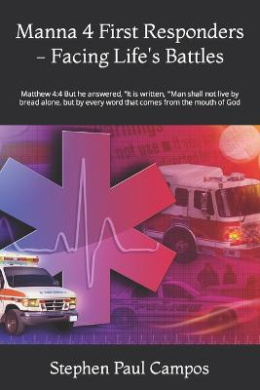 Manna 4 First Responders
– Facing Life's Battles
Matthew 4:4 But he answered, "It is written, "Man shall not live by
bread alone, but by every word that comes from the mouth of God
Stephen Paul Campos